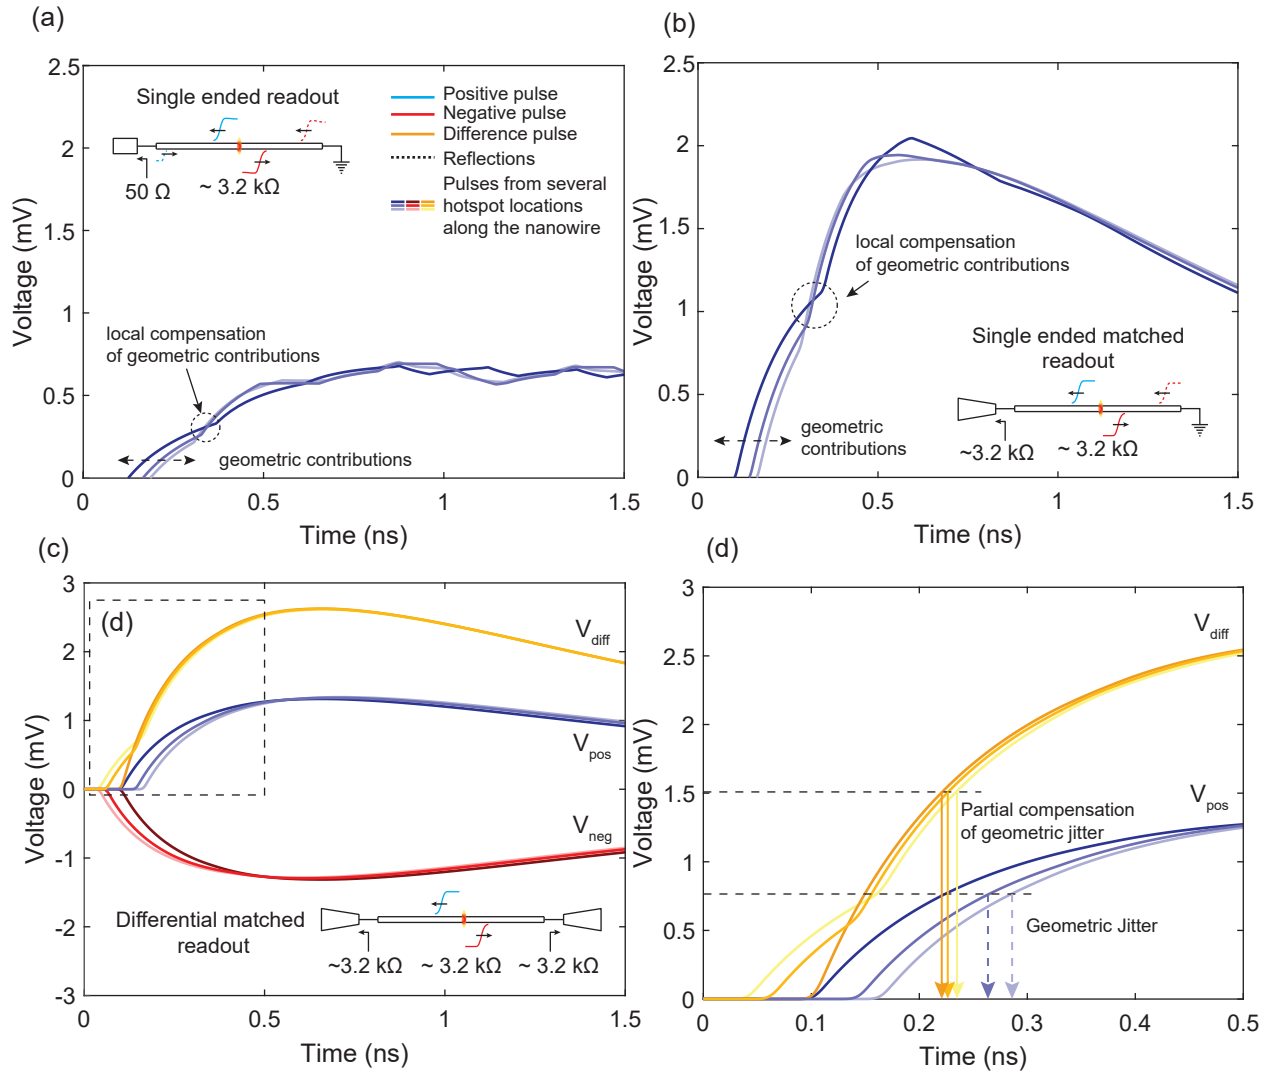 (a)
2.5
2
1.5
1
0.5
0
Voltage (mV)
Single ended readout
50 Ω
~ 3.2 kΩ
Positive pulse
Negative pulse
Difference pulse
Reflections
Pulses from several
hotspot locations
along the nanowire
local compensation
of geometric contributions
geometric contributions
0
0.5
1
1.5
Time (ns)
(b)
2.5
2
1.5
1
0.5
0
Voltage (mV)
local compensation
of geometric contributions
Single ended matched
readout
geometric
contributions
~3.2 kΩ
~ 3.2 kΩ
0
0.5
1
1.5
Time (ns)
(c)
3
2
1
0
-1
-2
-3
Voltage (mV)
(d)
Vdiff
Vpos
Vneg
Differential matched
readout
~3.2 kΩ
~ 3.2 kΩ
~ 3.2 kΩ
0
0.5
1
1.5
Time (ns)
(d)
3
2.5
2
1.5
1
0.5
0
Voltage (mV)
Vdiff
Vpos
Partial compensation
of geometric jitter
Geometric Jitter
0
0.1
0.2
0.3
0.4
0.5
Time (ns)